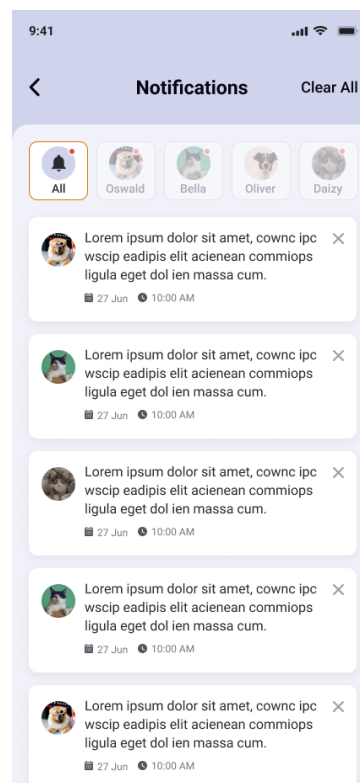 9:41
Notifications Clear All
All Oswald Bella Oliver Daizy
Lorem ipsum dolor sit amet, cownc ipc
wscip eadipis elit acienean commiops
ligula eget dol ien massa cum.
27 Jun 10:00 AM
Lorem ipsum dolor sit amet, cownc ipc
wscip eadipis elit acienean commiops
ligula eget dol ien massa cum.
27 Jun 10:00 AM
Lorem ipsum dolor sit amet, cownc ipc
wscip eadipis elit acienean commiops
ligula eget dol ien massa cum.
27 Jun 10:00 AM
Lorem ipsum dolor sit amet, cownc ipc
wscip eadipis elit acienean commiops
ligula eget dol ien massa cum.
27 Jun 10:00 AM
Lorem ipsum dolor sit amet, cownc ipc
wscip eadipis elit acienean commiops
ligula eget dol ien massa cum.
27 Jun 10:00 AM